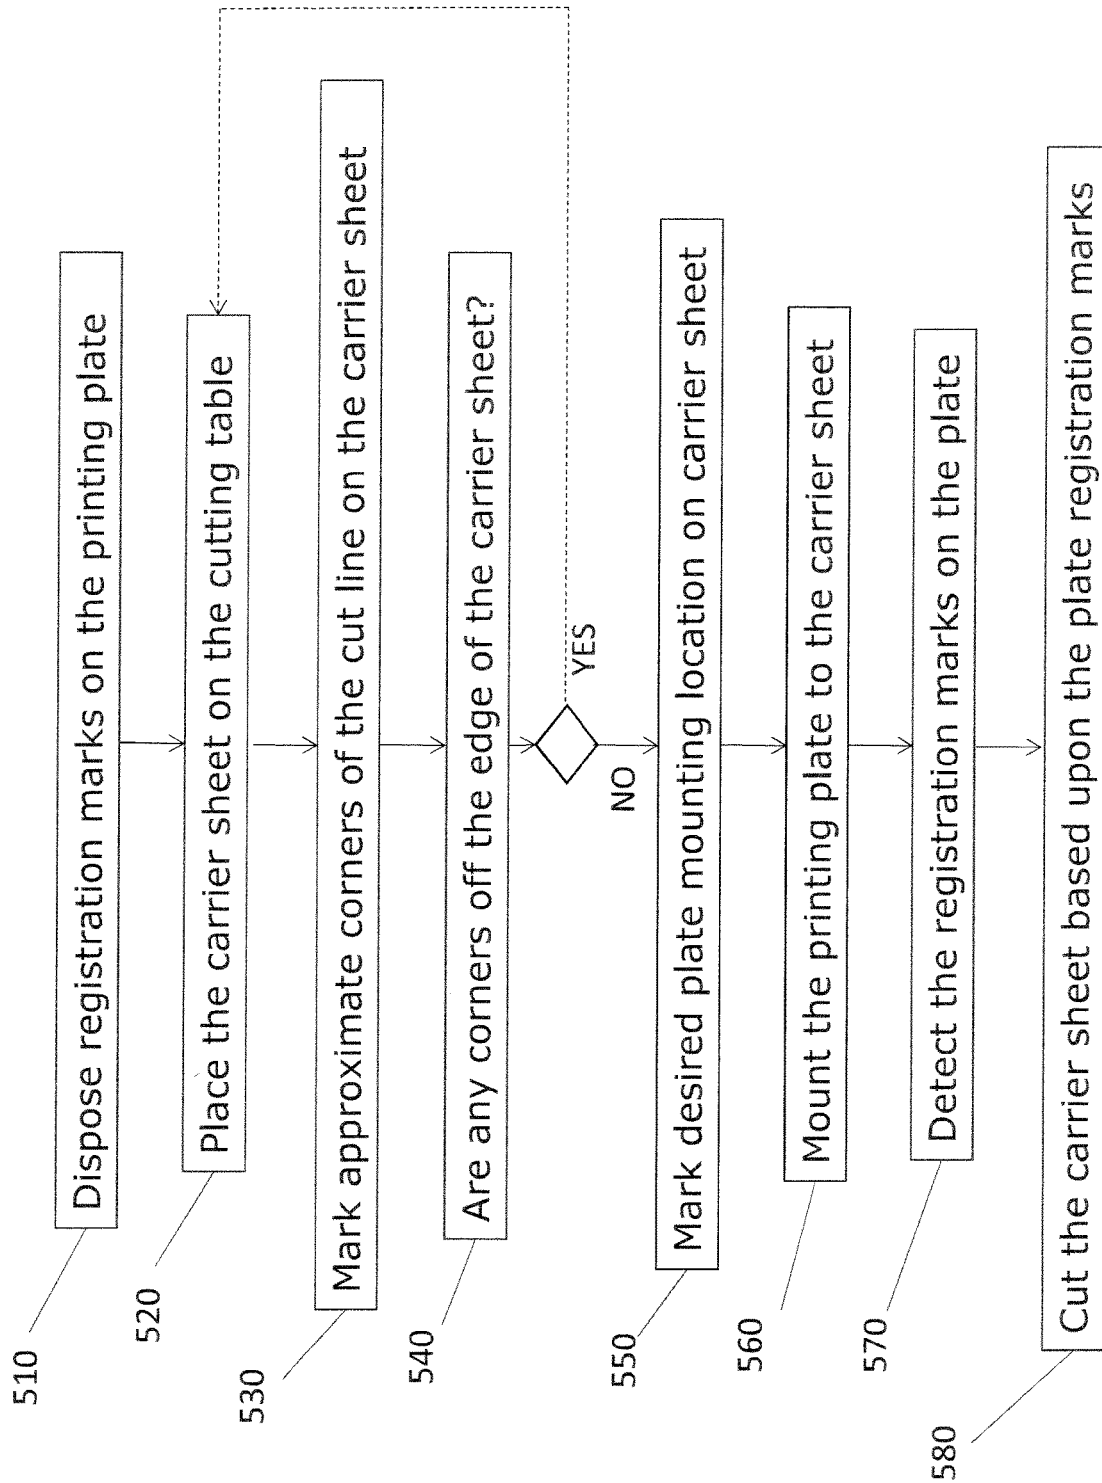 510
Dispose registration marks on the printing plate
520
Place the carrier sheet on the cutting table
530
Mark approximate corners of the cut line on the carrier sheet
540
Are any corners off the edge of the carrier sheet?
YES
NO
550
Mark desired plate mounting location on carrier sheet
560
Mount the printing plate to the carrier sheet
570
Detect the registration marks on the plate
580
Cut the carrier sheet based upon the plate registration marks